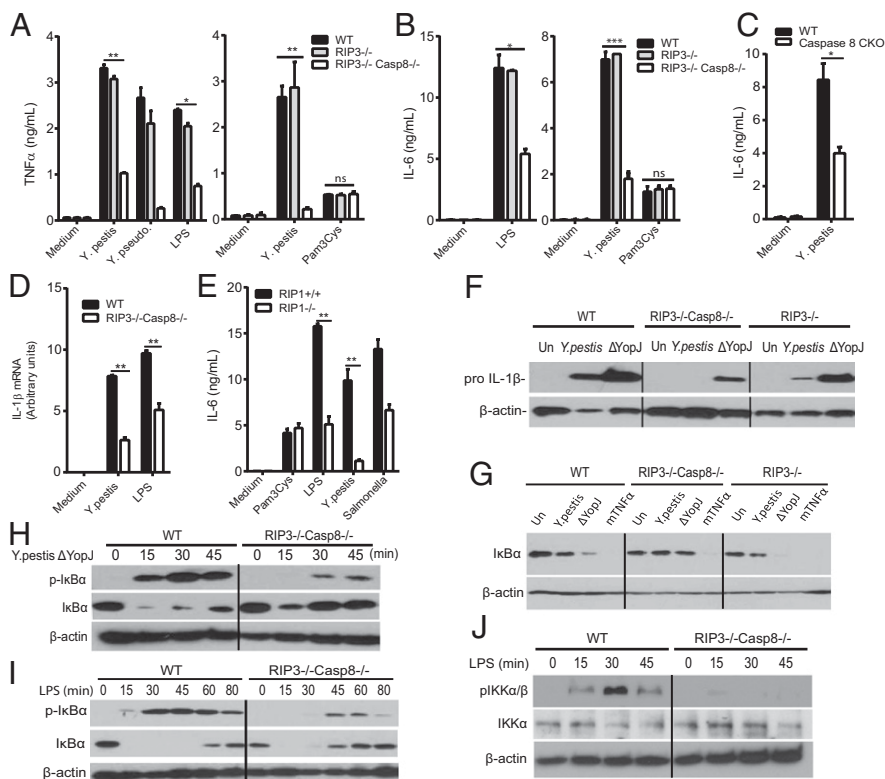 A
WT
RIP3-/-
RIP3-/- Casp8-/-
TNFα (ng/mL)
4
3
2
1
0
**
*
Medium
Y. pestis
Y. pseudo.
LPS
4
3
2
1
0
**
ns
Medium
Y. pestis
Pam3Cys
B
WT
RIP3-/-
RIP3-/- Casp8-/-
IL-6 (ng/mL)
15
10
5
0
*
Medium
LPS
8
6
4
2
0
***
ns
Medium
Y. pestis
Pam3Cys
C
WT
Caspase 8 CKO
IL-6 (ng/mL)
10
8
6
4
2
0
*
Medium
Y. pestis
D
WT
RIP3-/-Casp8-/-
IL-1β mRNA
(Arbitrary units)
15
10
5
0
**
**
Medium
Y.pestis
LPS
E
RIP1+/+
RIP1-/-
IL-6 (ng/mL)
20
15
10
5
0
**
**
Medium
Pam3Cys
LPS
Y.pestis
Salmonella
F
WT RIP3-/-Casp8-/- RIP3-/-
Un Y.pestis ΔYopJ Un Y.pestis ΔYopJ Un Y.pestis ΔYopJ
pro IL-1β-
β-actin-
G
WT RIP3-/-Casp8-/- RIP3-/-
Un Y.pestis ΔYopJ mTNFα Un Y.pestis ΔYopJ mTNFα Un Y.pestis ΔYopJ mTNFα
IκBα
β-actin
H
WT RIP3-/-Casp8-/-
Y.pestis ΔYopJ 0 15 30 45 0 15 30 45 (min)
p-IκBα
IκBα
β-actin
I
WT RIP3-/-Casp8-/-
LPS (min) 0 15 30 45 60 80 0 15 30 45 60 80
p-IκBα
IκBα
β-actin
J
WT RIP3-/-Casp8-/-
LPS (min) 0 15 30 45 0 15 30 45
pIKKα/β
IKKα
β-actin